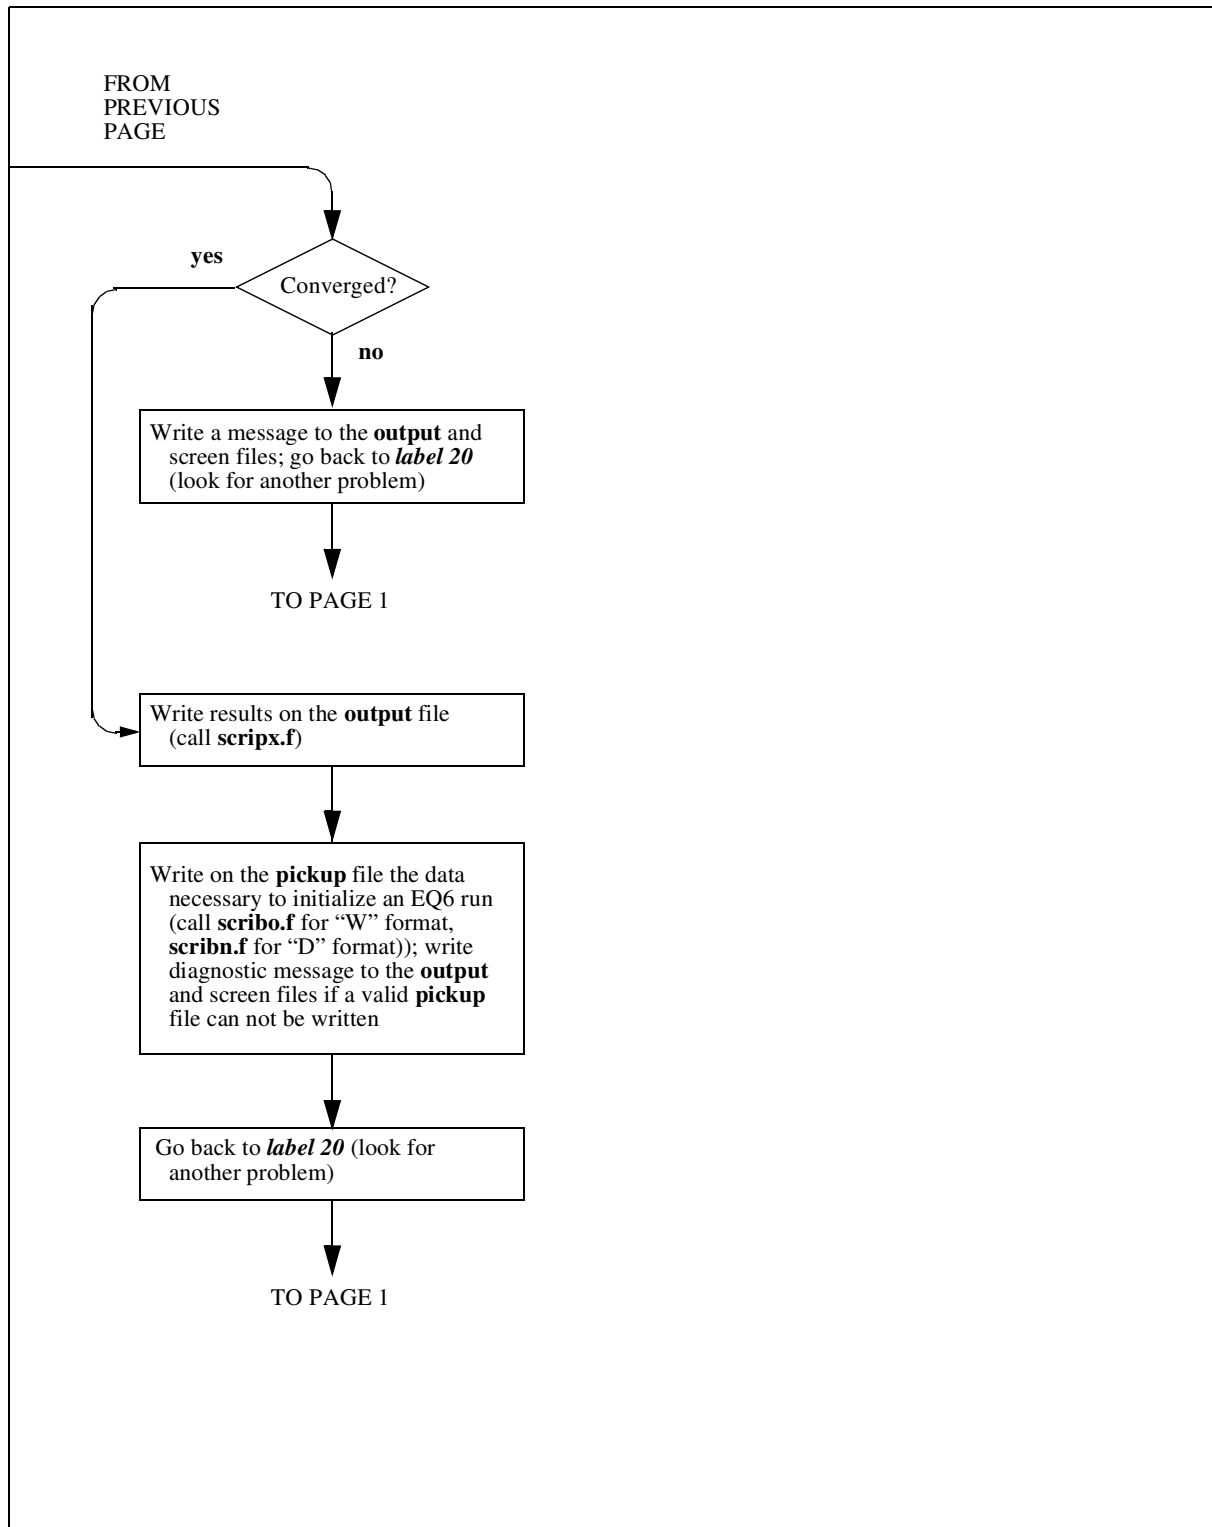 FROM
PREVIOUS
PAGE
yes
Converged?
no
Write a message to the output and
screen files; go back to label 20
(look for another problem)
TO PAGE 1
Write results on the output file
(call scripx.f)
Write on the pickup file the data
necessary to initialize an EQ6 run
(call scribo.f for “W” format,
scribn.f for “D” format)); write
diagnostic message to the output
and screen files if a valid pickup
file can not be written
Go back to label 20 (look for
another problem)
TO PAGE 1